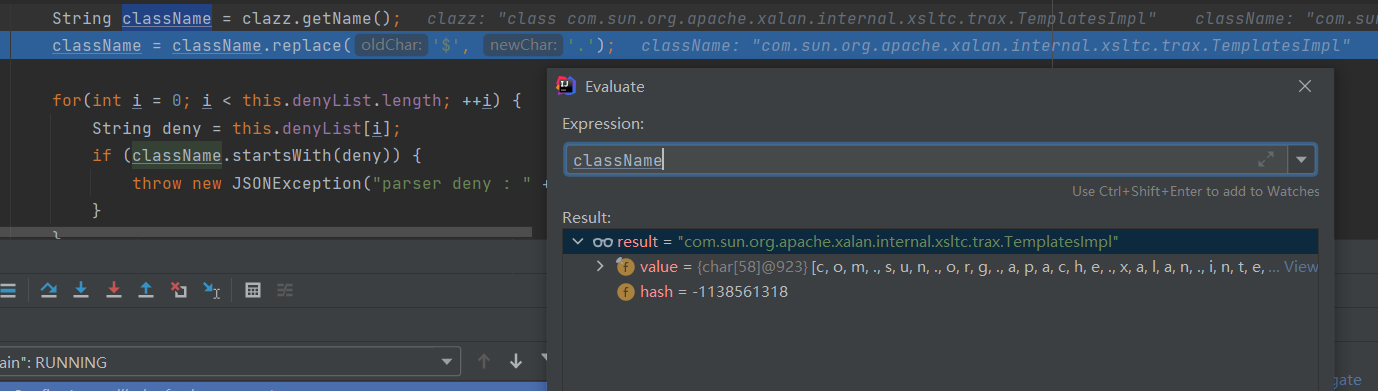 String className = clazz.getName();   clazz: "class com.sun.org.apache.xalan.internal.xsltc.trax.TemplatesImpl"   className: "com.su
className = className.replace( oldChar: '$', newChar: '.');   className: "com.sun.org.apache.xalan.internal.xsltc.trax.TemplatesImpl"
for(int i = 0; i < this.denyList.length; ++i) {
String deny = this.denyList[i];
if (className.startsWith(deny)) {
throw new JSONException("parser deny : " +
}
}
Evaluate
Expression:
className
Use Ctrl+Shift+Enter to add to Watches
Result:
result = "com.sun.org.apache.xalan.internal.xsltc.trax.TemplatesImpl"
value = {char[58]@923} [c, o, m, ., s, u, n, ., o, r, g, ., a, p, a, c, h, e, ., x, a, l, a, n, ., i, n, t, e, ... View
hash = -1138561318
ain": RUNNING
gate